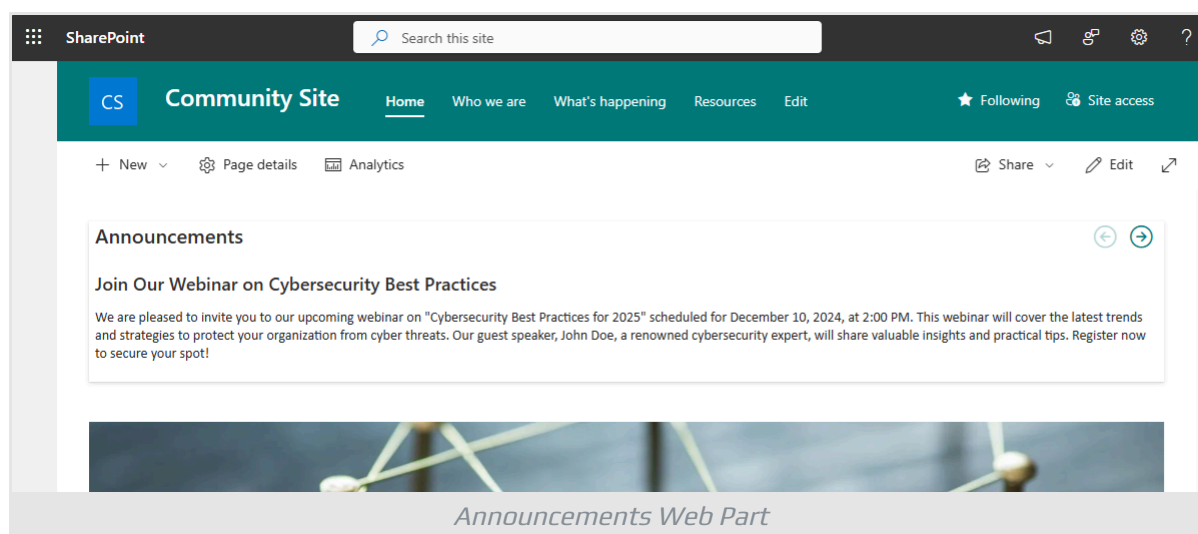 SharePoint
Search this site
?
CS
Community Site
Home
Who we are
What's happening
Resources
Edit
Following
Site access
New
Page details
Analytics
Share
Edit
Announcements
Join Our Webinar on Cybersecurity Best Practices
We are pleased to invite you to our upcoming webinar on "Cybersecurity Best Practices for 2025" scheduled for December 10, 2024, at 2:00 PM. This webinar will cover the latest trends
and strategies to protect your organization from cyber threats. Our guest speaker, John Doe, a renowned cybersecurity expert, will share valuable insights and practical tips. Register now
to secure your spot!
Announcements Web Part